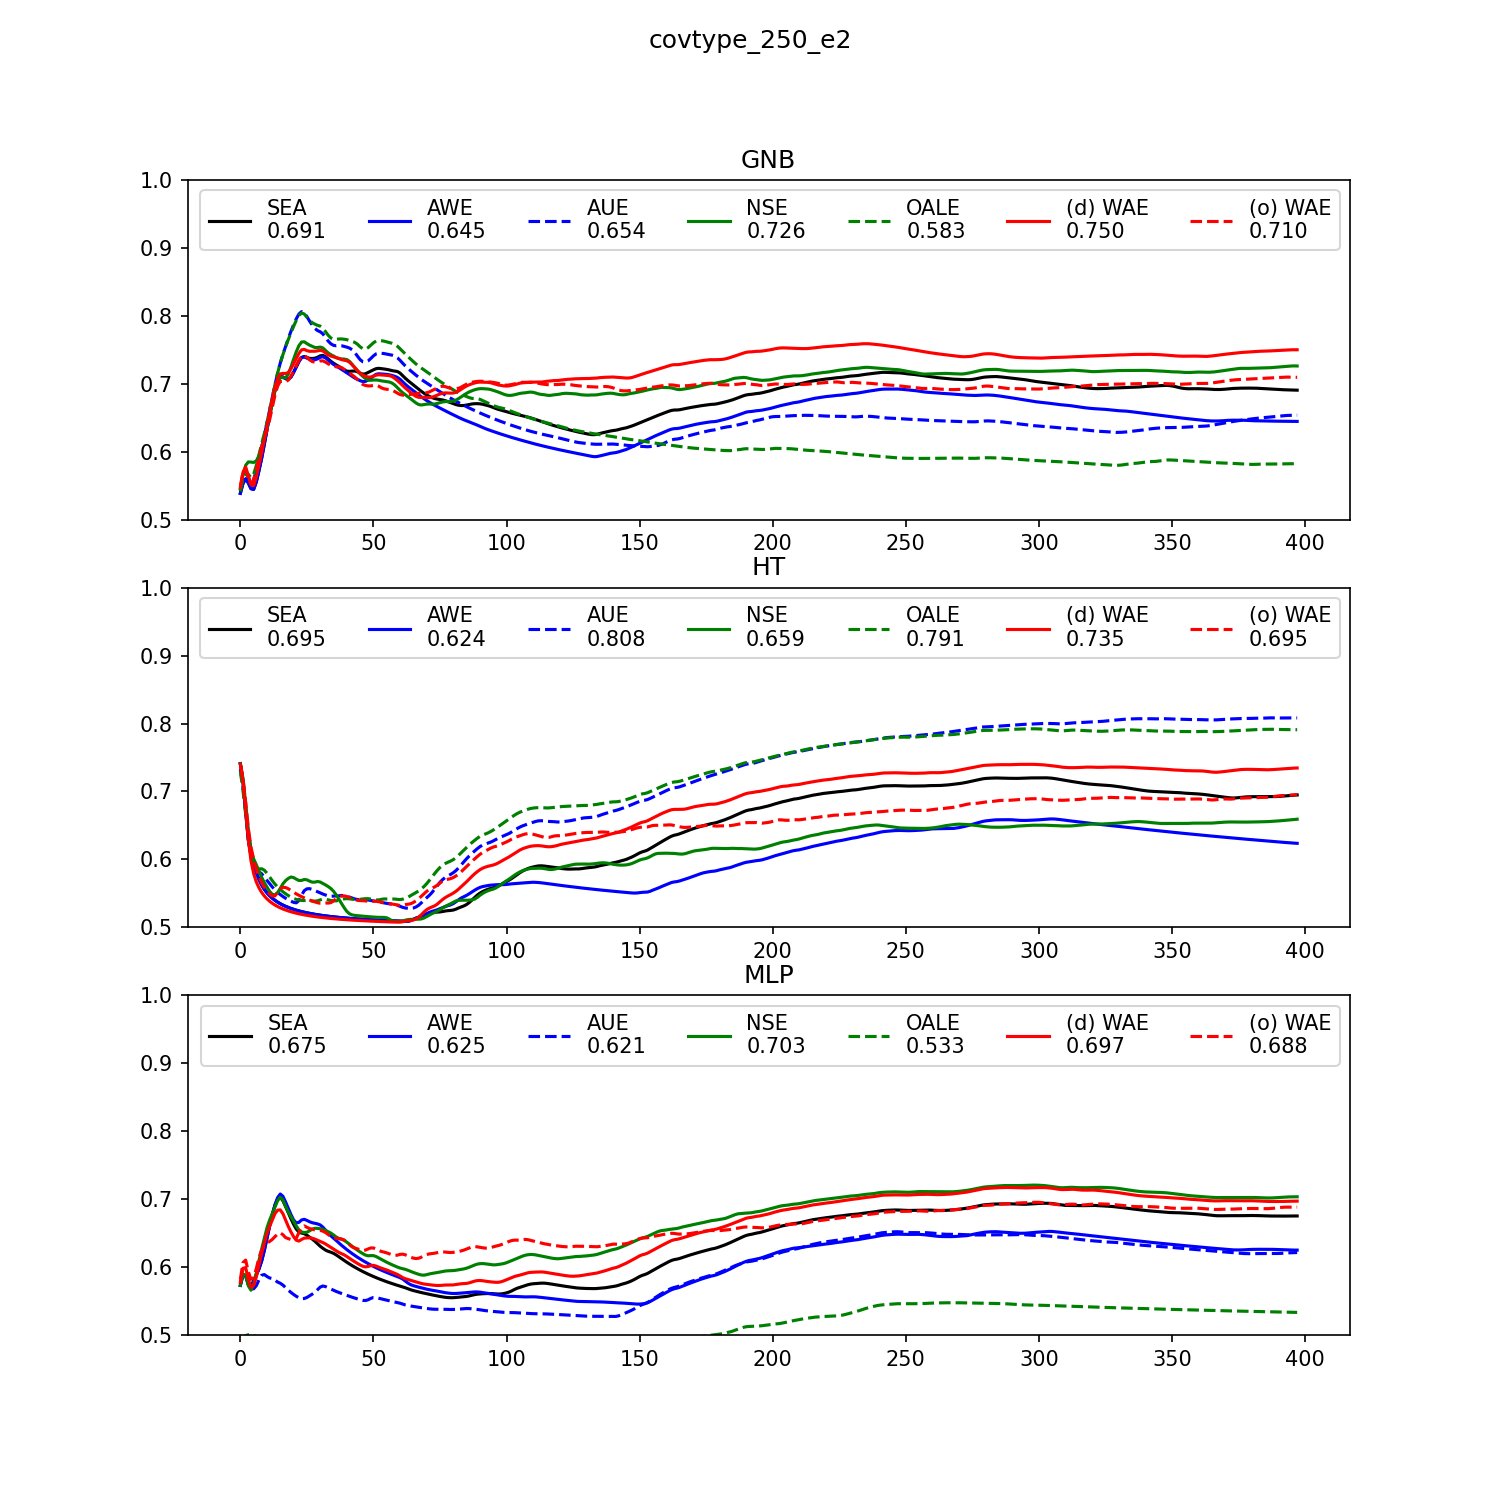 covtype_250_e2
GNB
1.0
SEA AWE AUE NSE OALE (d) WAE (o) WAE
0.691 0.645 0.654 0.726 0.583 0.750 0.710
0.9
0.8
0.7
0.6
0.5
0 50 100 150 200 250 300 350 400
HT
1.0
SEA AWE AUE NSE OALE (d) WAE (o) WAE
0.695 0.624 0.808 0.659 0.791 0.735 0.695
0.9
0.8
0.7
0.6
0.5
0 50 100 150 200 250 300 350 400
MLP
1.0
SEA AWE AUE NSE OALE (d) WAE (o) WAE
0.675 0.625 0.621 0.703 0.533 0.697 0.688
0.9
0.8
0.7
0.6
0.5
0 50 100 150 200 250 300 350 400